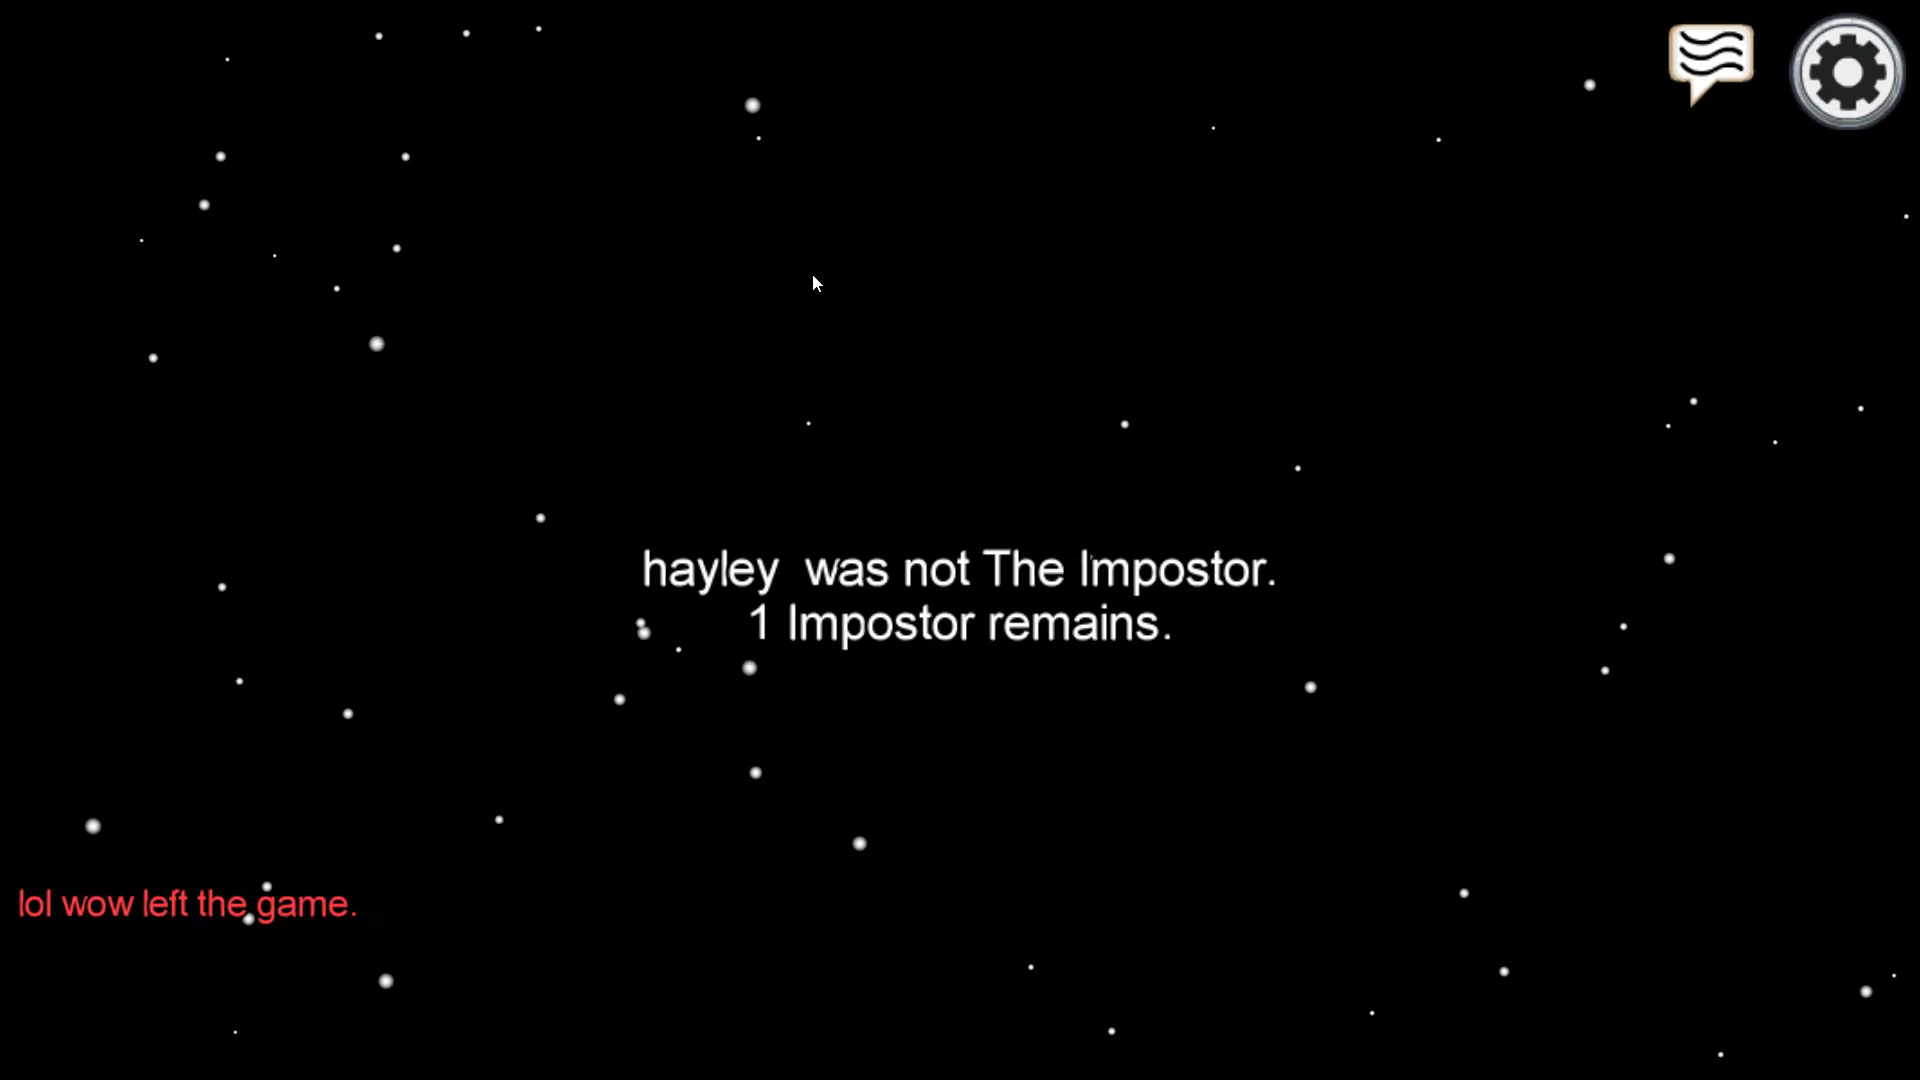 hayley  was not The Impostor.
1 Impostor remains.
lol wow left the game.